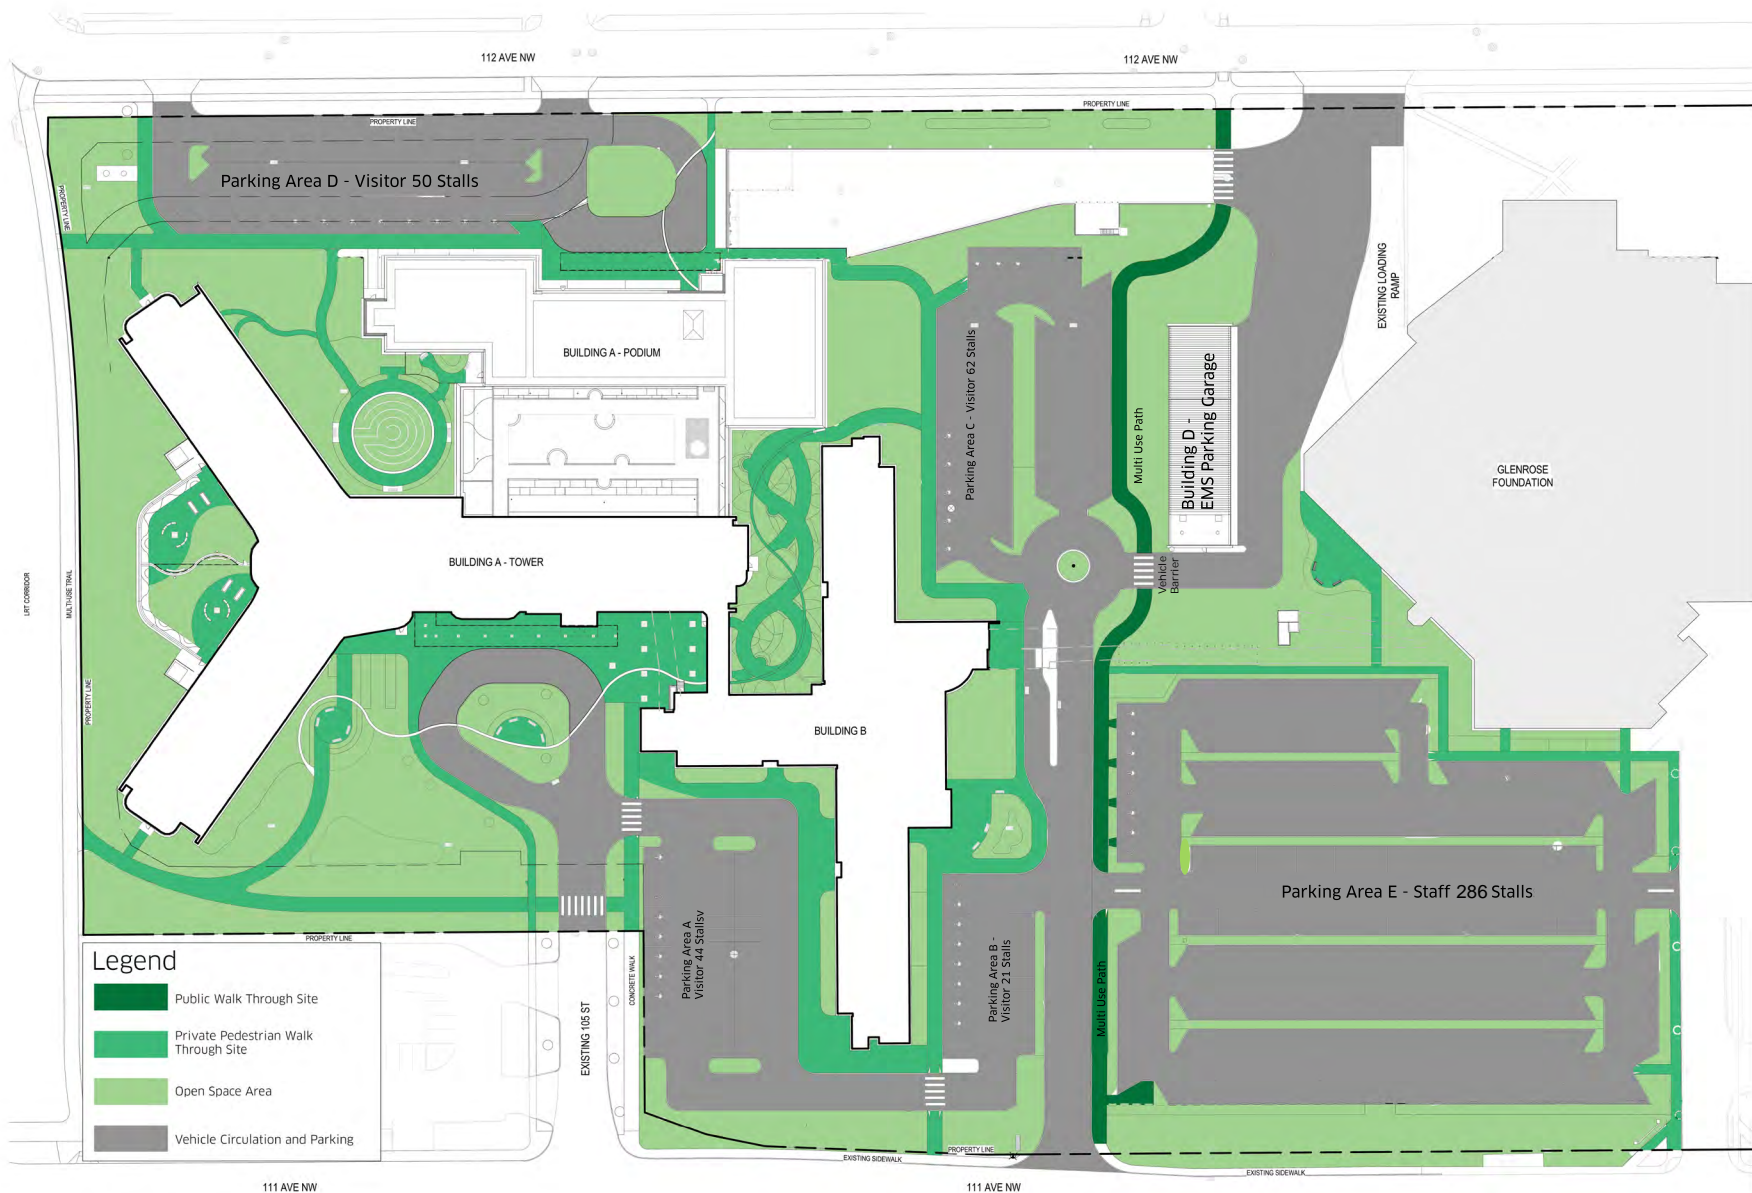 112 AVE NW
112 AVE NW
PROPERTY LINE
PROPERTY LINE
Parking Area D - Visitor 50 Stalls
PROPERTY LINE
EXISTING LOADING
RAMP
BUILDING A - PODIUM
Parking Area C - Visitor 62 Stalls
Multi Use Path
Building D -
EMS Parking Garage
GLENROSE
FOUNDATION
BUILDING A - TOWER
Vehicle
Barrier
LRT CORRIDOR
MULTI-USE TRAIL
PROPERTY LINE
BUILDING B
Parking Area E - Staff 286 Stalls
PROPERTY LINE
Parking Area A
Visitor 44 Stallsv
Parking Area B -
Visitor 21 Stalls
Multi Use Path
CONCRETE WALK
EXISTING 105 ST
Legend
Public Walk Through Site
Private Pedestrian Walk
Through Site
Open Space Area
Vehicle Circulation and Parking
PROPERTY LINE
EXISTING SIDEWALK
EXISTING SIDEWALK
111 AVE NW
111 AVE NW